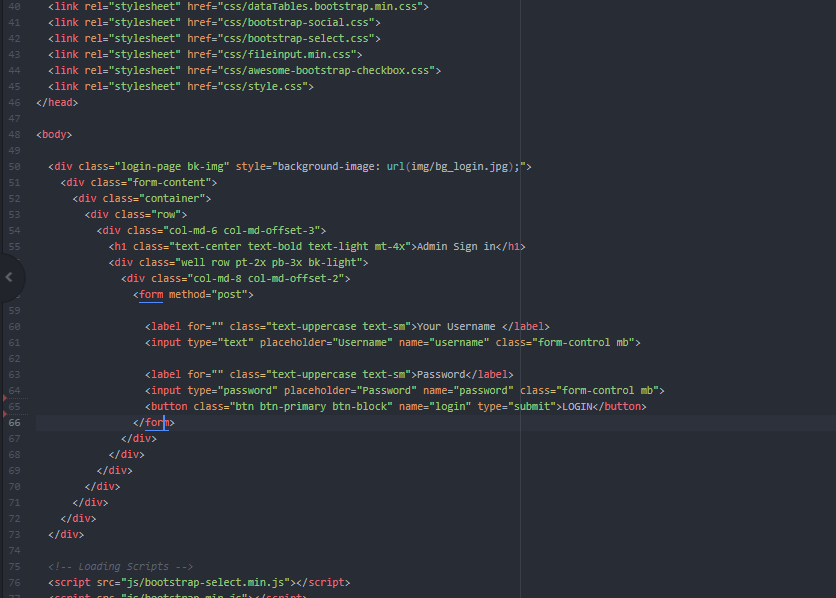 40 <link rel="stylesheet" href="css/dataTables.bootstrap.min.css">
41 <link rel="stylesheet" href="css/bootstrap-social.css">
42 <link rel="stylesheet" href="css/bootstrap-select.css">
43 <link rel="stylesheet" href="css/fileinput.min.css">
44 <link rel="stylesheet" href="css/awesome-bootstrap-checkbox.css">
45 <link rel="stylesheet" href="css/style.css">
46 </head>
47
48 <body>
49
50 <div class="login-page bk-img" style="background-image: url(img/bg_login.jpg);">
51 <div class="form-content">
52 <div class="container">
53 <div class="row">
54 <div class="col-md-6 col-md-offset-3">
55 <h1 class="text-center text-bold text-light mt-4x">Admin Sign in</h1>
<div class="well row pt-2x pb-3x bk-light">
<div class="col-md-8 col-md-offset-2">
<form method="post">
59
60 <label for="" class="text-uppercase text-sm">Your Username </label>
61 <input type="text" placeholder="Username" name="username" class="form-control mb">
62
63 <label for="" class="text-uppercase text-sm">Password</label>
64 <input type="password" placeholder="Password" name="password" class="form-control mb">
65 <button class="btn btn-primary btn-block" name="login" type="submit">LOGIN</button>
66 </form>
67 </div>
68 </div>
69 </div>
70 </div>
71 </div>
72 </div>
73 </div>
74
75 <!-- Loading Scripts -->
76 <script src="js/bootstrap-select.min.js"></script>
77 <script src="js/bootstrap.min.js"></script>